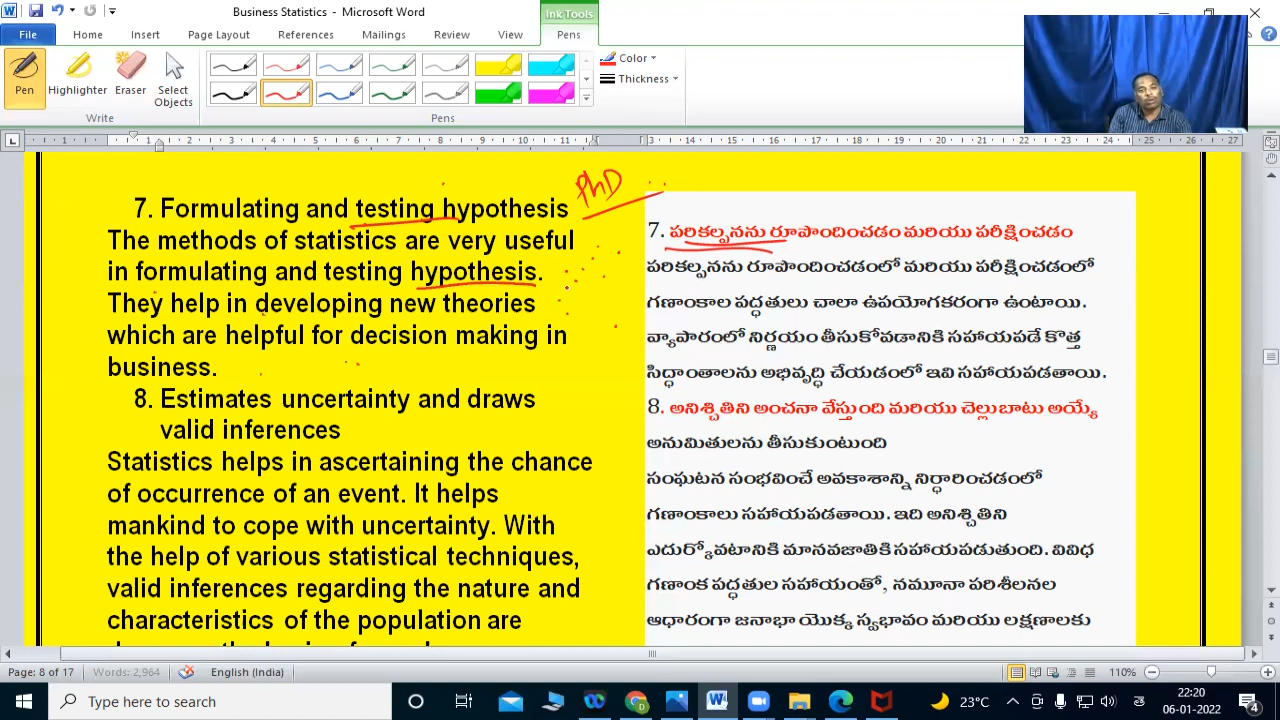 Business Statistics - Microsoft Word
Ink Tools
File
Home
Insert
Page Layout
References
Mailings
Review
View
Pens
Pen
Highlighter
Eraser
Select Objects
Color
Thickness
Write
Pens
PhD
7. Formulating and testing hypothesis
The methods of statistics are very useful
in formulating and testing hypothesis.
They help in developing new theories
which are helpful for decision making in
business.
8. Estimates uncertainty and draws
valid inferences
Statistics helps in ascertaining the chance
of occurrence of an event. It helps
mankind to cope with uncertainty. With
the help of various statistical techniques,
valid inferences regarding the nature and
characteristics of the population are
7. పరికల్పనను రూపొందించడం మరియు పరీక్షించడం
పరికల్పనను రూపొందించడంలో మరియు పరీక్షించడంలో
గణాంకాల పద్ధతులు చాలా ఉపయోగకరంగా ఉంటాయి.
వ్యాపారంలో నిర్ణయం తీసుకోవడానికి సహాయపడే కొత్త
సిద్ధాంతాలను అభివృద్ధి చేయడంలో ఇవి సహాయపడతాయి.
8. అనిశ్చితిని అంచనా వేస్తుంది మరియు చెల్లుబాటు అయ్యే
అనుమితులను తీసుకుంటుంది
సంఘటన సంభవించే అవకాశాన్ని నిర్ధారించడంలో
గణాంకాలు సహాయపడతాయి. ఇది అనిశ్చితిని
ఎదుర్కోవటానికి మానవజాతికి సహాయపడుతుంది. వివిధ
గణాంక పద్ధతుల సహాయంతో, నమూనా పరిశీలనల
ఆధారంగా జనాభా యొక్క స్వభావం మరియు లక్షణాలకు
Page: 8 of 17
Words: 2,964
English (India)
110%
Type here to search
23°C
22:20
06-01-2022
4